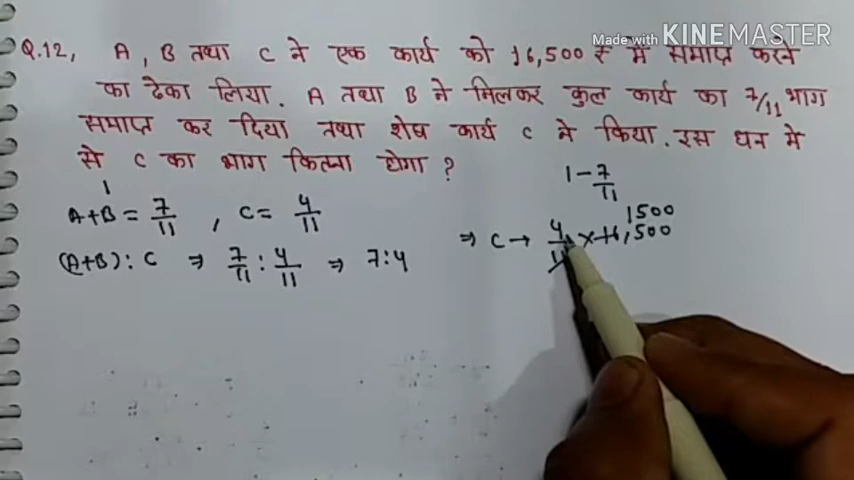 Made with KINEMASTER
Q.12, A, B तथा C ने एक कार्य को 16,500 ₹ में समाप्त करने
का ठेका लिया. A तथा B ने मिलकर कुल कार्य का 7/11 भाग
समाप्त कर दिया तथा शेष कार्य C ने किया. इस धन में
से C का भाग कितना होगा ?
1 - 7/11
1
A+B = 7/11 , C = 4/11
1500
⇒ C → 4/11 × 16,500
(A+B) : C ⇒ 7/11 : 4/11 ⇒ 7:4